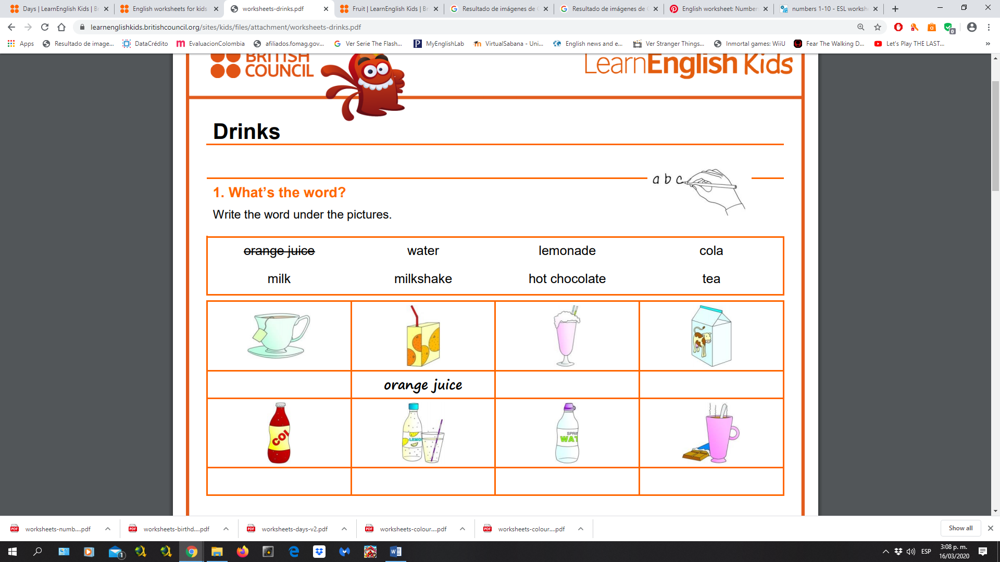 Days | LearnEnglish Kids | Br
English worksheets for kids
worksheets-drinks.pdf
Fruit | LearnEnglish Kids | Br
Resultado de imágenes de G
Resultado de imágenes de G
English worksheet: Number
numbers 1-10 - ESL worksh
learnenglishkids.britishcouncil.org/sites/kids/files/attachment/worksheets-drinks.pdf
0
Apps
Resultado de image...
DataCrédito
EvaluacionColombia
afiliados.fomag.gov...
Ver Serie The Flash...
MyEnglishLab
VirtualSabana - Uni...
English news and e...
Ver Stranger Things...
Inmortal games: WiiU
Fear The Walking D...
Let's Play THE LAST...
»
BRITISH
COUNCIL
LearnEnglish Kids
Drinks
a b c
1. What's the word?
Write the word under the pictures.
orange juice water lemonade cola
milk milkshake hot chocolate tea
orange juice
COL
LEMO
SPRIN
WAT
worksheets-numb....pdf
worksheets-birthd....pdf
worksheets-days-v2.pdf
worksheets-colour....pdf
worksheets-colour....pdf
Show all
1
ESP
3:08 p. m.
16/03/2020